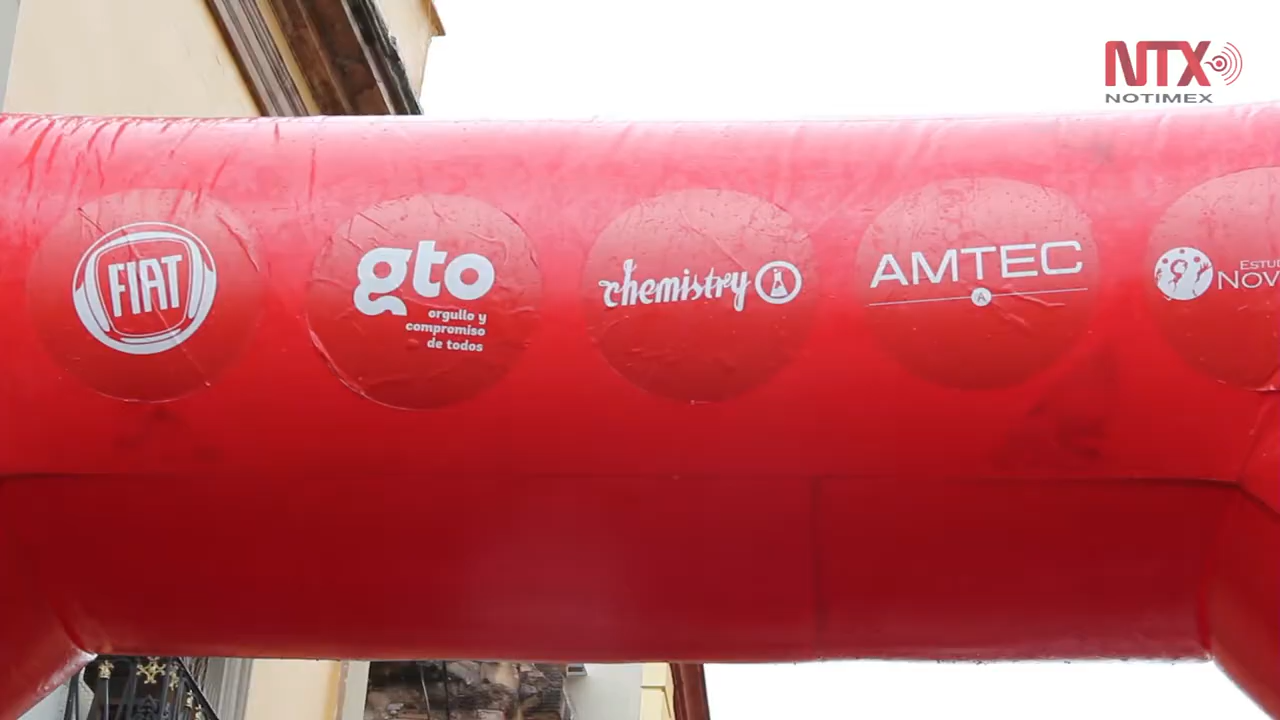 NTX
NOTIMEX
FIAT
gto
orgullo y
compromiso
de todos
chemistry
AMTEC
A